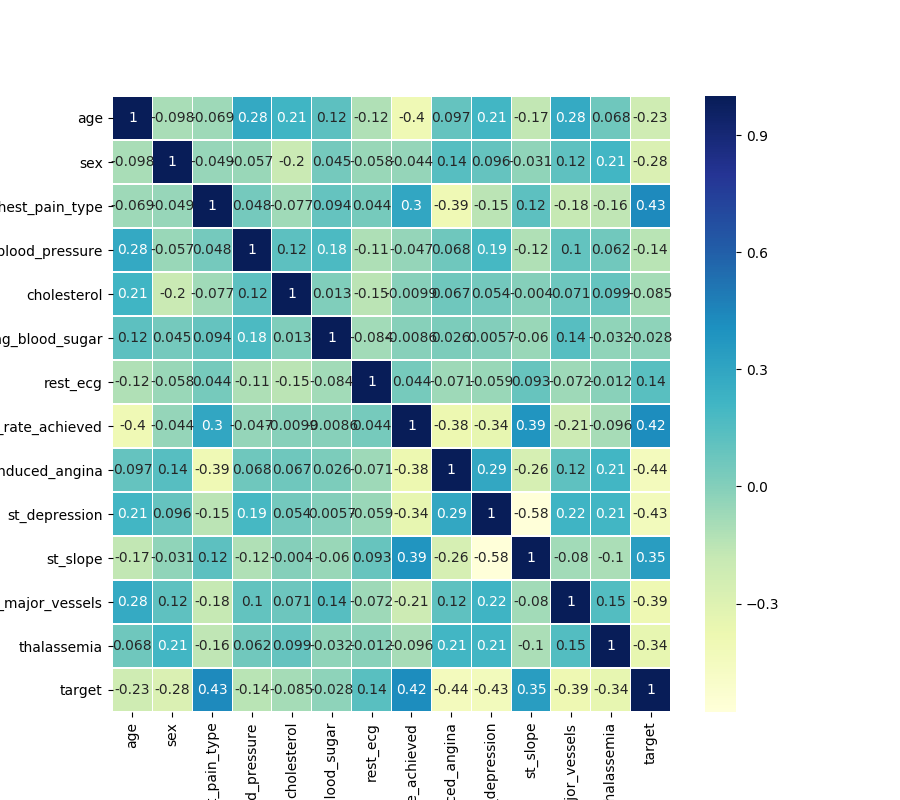 age 1 -0.098 -0.069 0.28 0.21 0.12 -0.12 -0.4 0.097 0.21 -0.17 0.28 0.068 -0.23
sex -0.098 1 -0.049 -0.057 -0.2 0.045 -0.058 -0.044 0.14 0.096 -0.031 0.12 0.21 -0.28
hest_pain_type -0.069 -0.049 1 0.048 -0.077 0.094 0.044 0.3 -0.39 -0.15 0.12 -0.18 -0.16 0.43
blood_pressure 0.28 -0.057 0.048 1 0.12 0.18 -0.11 -0.047 0.068 0.19 -0.12 0.1 0.062 -0.14
cholesterol 0.21 -0.2 -0.077 0.12 1 0.013 -0.15 -0.0099 0.067 0.054 -0.004 0.071 0.099 -0.085
ng_blood_sugar 0.12 0.045 0.094 0.18 0.013 1 -0.084 -0.0086 0.026 0.0057 -0.06 0.14 -0.032 -0.028
rest_ecg -0.12 -0.058 0.044 -0.11 -0.15 -0.084 1 0.044 -0.071 -0.059 0.093 -0.072 -0.012 0.14
_rate_achieved -0.4 -0.044 0.3 -0.047 -0.0099 -0.0086 0.044 1 -0.38 -0.34 0.39 -0.21 -0.096 0.42
nduced_angina 0.097 0.14 -0.39 0.068 0.067 0.026 -0.071 -0.38 1 0.29 -0.26 0.12 0.21 -0.44
st_depression 0.21 0.096 -0.15 0.19 0.054 0.0057 -0.059 -0.34 0.29 1 -0.58 0.22 0.21 -0.43
st_slope -0.17 -0.031 0.12 -0.12 -0.004 -0.06 0.093 0.39 -0.26 -0.58 1 -0.08 -0.1 0.35
_major_vessels 0.28 0.12 -0.18 0.1 0.071 0.14 -0.072 -0.21 0.12 0.22 -0.08 1 0.15 -0.39
thalassemia 0.068 0.21 -0.16 0.062 0.099 -0.032 -0.012 -0.096 0.21 0.21 -0.1 0.15 1 -0.34
target -0.23 -0.28 0.43 -0.14 -0.085 -0.028 0.14 0.42 -0.44 -0.43 0.35 -0.39 -0.34 1
age
sex
_pain_type
d_pressure
cholesterol
lood_sugar
rest_ecg
e_achieved
ced_angina
depression
st_slope
jor_vessels
halassemia
target
0.9
0.6
0.3
0.0
−0.3